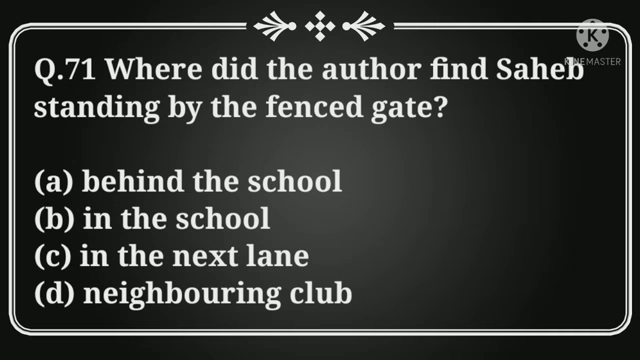 K
KINEMASTER
Q.71 Where did the author find Saheb
standing by the fenced gate?
(a) behind the school
(b) in the school
(c) in the next lane
(d) neighbouring club